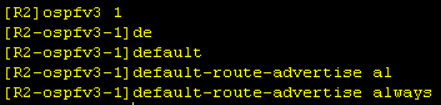 [R2]ospfv3 1
[R2-ospfv3-1]de
[R2-ospfv3-1]default
[R2-ospfv3-1]default-route-advertise al
[R2-ospfv3-1]default-route-advertise always